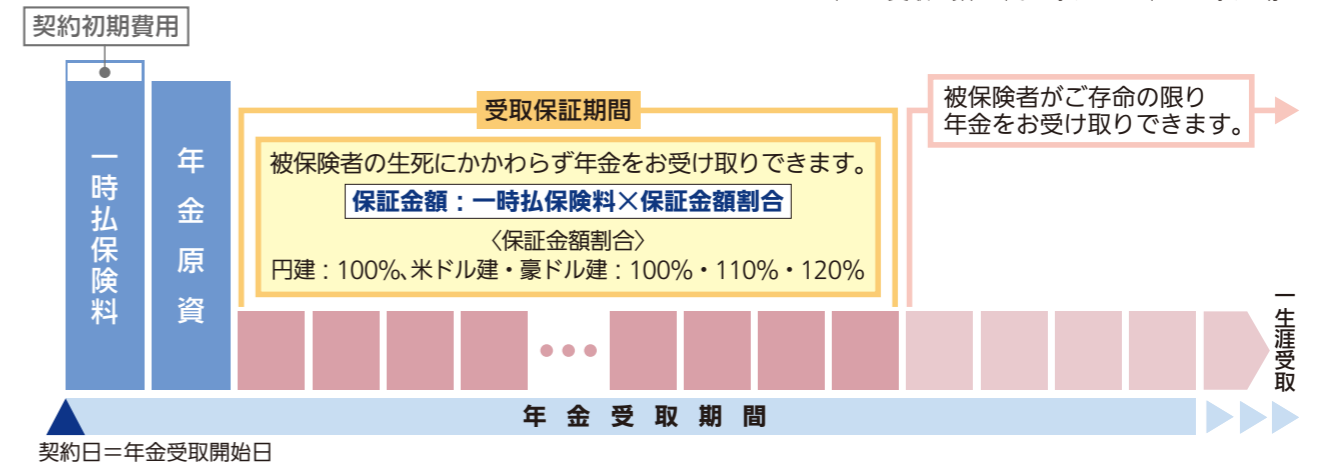 契約初期費用
一時払保険料
年金原資
受取保証期間
被保険者の生死にかかわらず年金をお受け取りできます。
保証金額：一時払保険料×保証金額割合
〈保証金額割合〉
円建：100%、米ドル建・豪ドル建：100%・110%・120%
被保険者がご存命の限り
年金をお受け取りできます。
一生涯受取
年金受取期間
契約日＝年金受取開始日